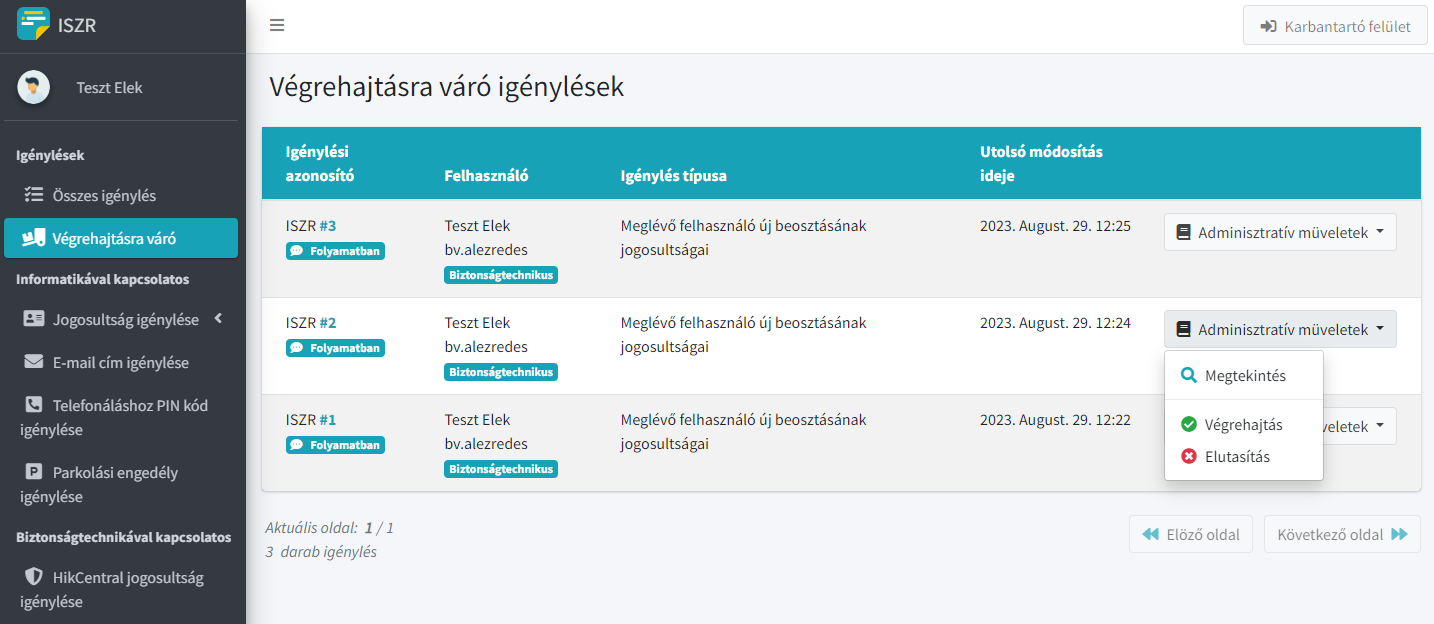 ISZR
Karbantartó felület
Teszt Elek
Igénylések
Összes igénylés
Végrehajtásra váró
Informatikával kapcsolatos
Jogosultság igénylése
E-mail cím igénylése
Telefonáláshoz PIN kód
igénylése
P Parkolási engedély
igénylése
Biztonságtechnikával kapcsolatos
HikCentral jogosultság
igénylése
Végrehajtásra váró igénylések
Igénylési
azonosító
Felhasználó
Igénylés típusa
Utolsó módosítás
ideje
ISZR #3
Folyamatban
Teszt Elek
bv.alezredes
Biztonságtechnikus
Meglévő felhasználó új beosztásának
jogosultságai
2023. August. 29. 12:25
Adminisztratív müveletek
ISZR #2
Folyamatban
Teszt Elek
bv.alezredes
Biztonságtechnikus
Meglévő felhasználó új beosztásának
jogosultságai
2023. August. 29. 12:24
Adminisztratív müveletek
Megtekintés
Végrehajtás
Elutasítás
ISZR #1
Folyamatban
Teszt Elek
bv.alezredes
Biztonságtechnikus
Meglévő felhasználó új beosztásának
jogosultságai
2023. August. 29. 12:22
veletek
Aktuális oldal: 1 / 1
3 darab igénylés
Elöző oldal
Következő oldal